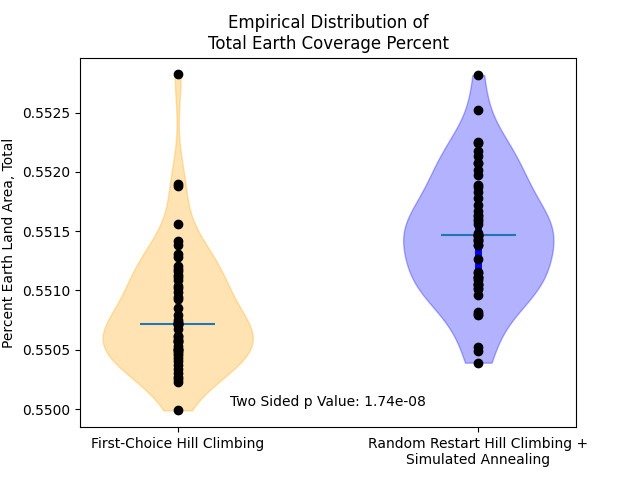 Empirical Distribution of
Total Earth Coverage Percent
Percent Earth Land Area, Total
0.5525
0.5520
0.5515
0.5510
0.5505
0.5500
Two Sided p Value: 1.74e-08
First-Choice Hill Climbing
Random Restart Hill Climbing +
Simulated Annealing